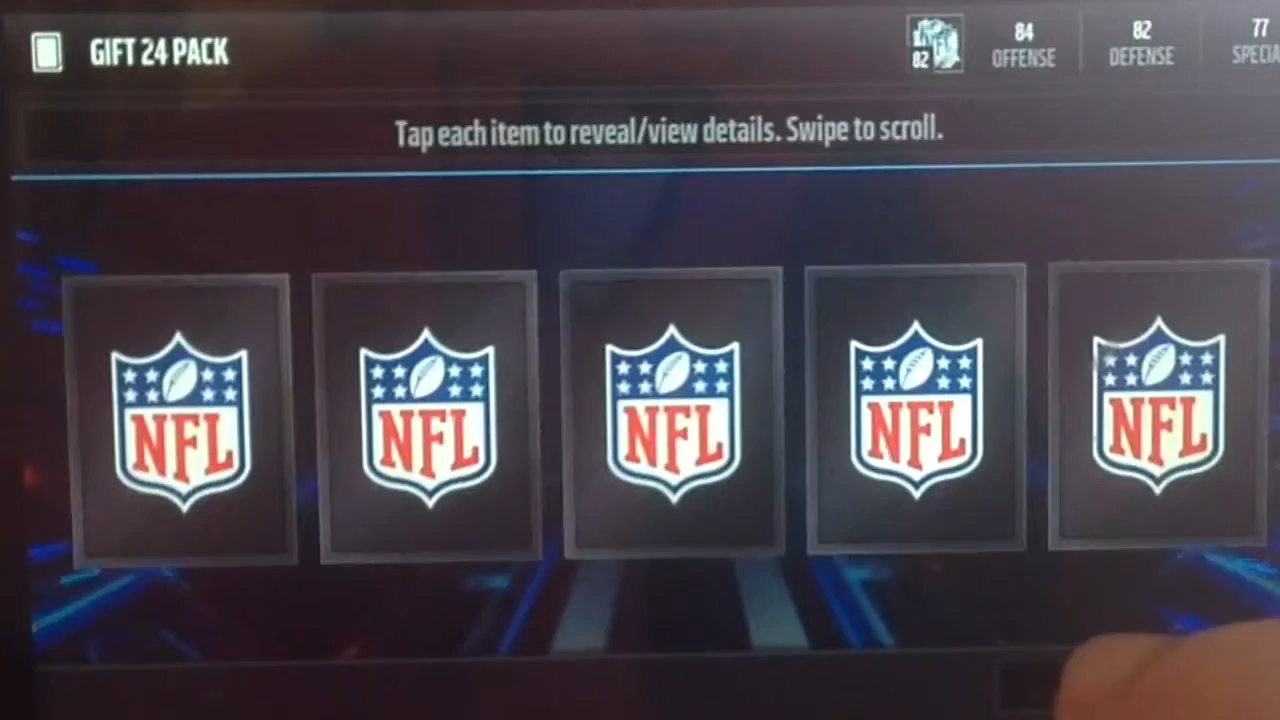 GIFT 24 PACK
82
84
OFFENSE
82
DEFENSE
77
SPECIA
Tap each item to reveal/view details. Swipe to scroll.
NFL
NFL
NFL
NFL
NFL